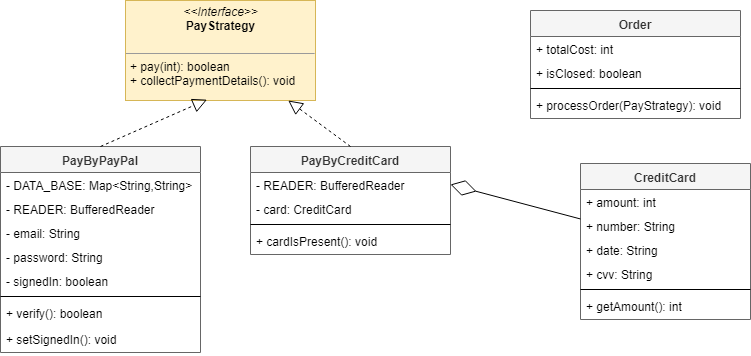 <<Interface>>
PayStrategy
+ pay(int): boolean
+ collectPaymentDetails(): void
Order
+ totalCost: int
+ isClosed: boolean
+ processOrder(PayStrategy): void
PayByPayPal
- DATA_BASE: Map<String,String>
- READER: BufferedReader
- email: String
- password: String
- signedIn: boolean
+ verify(): boolean
+ setSignedIn(): void
PayByCreditCard
- READER: BufferedReader
- card: CreditCard
+ cardIsPresent(): void
CreditCard
+ amount: int
+ number: String
+ date: String
+ cvv: String
+ getAmount(): int